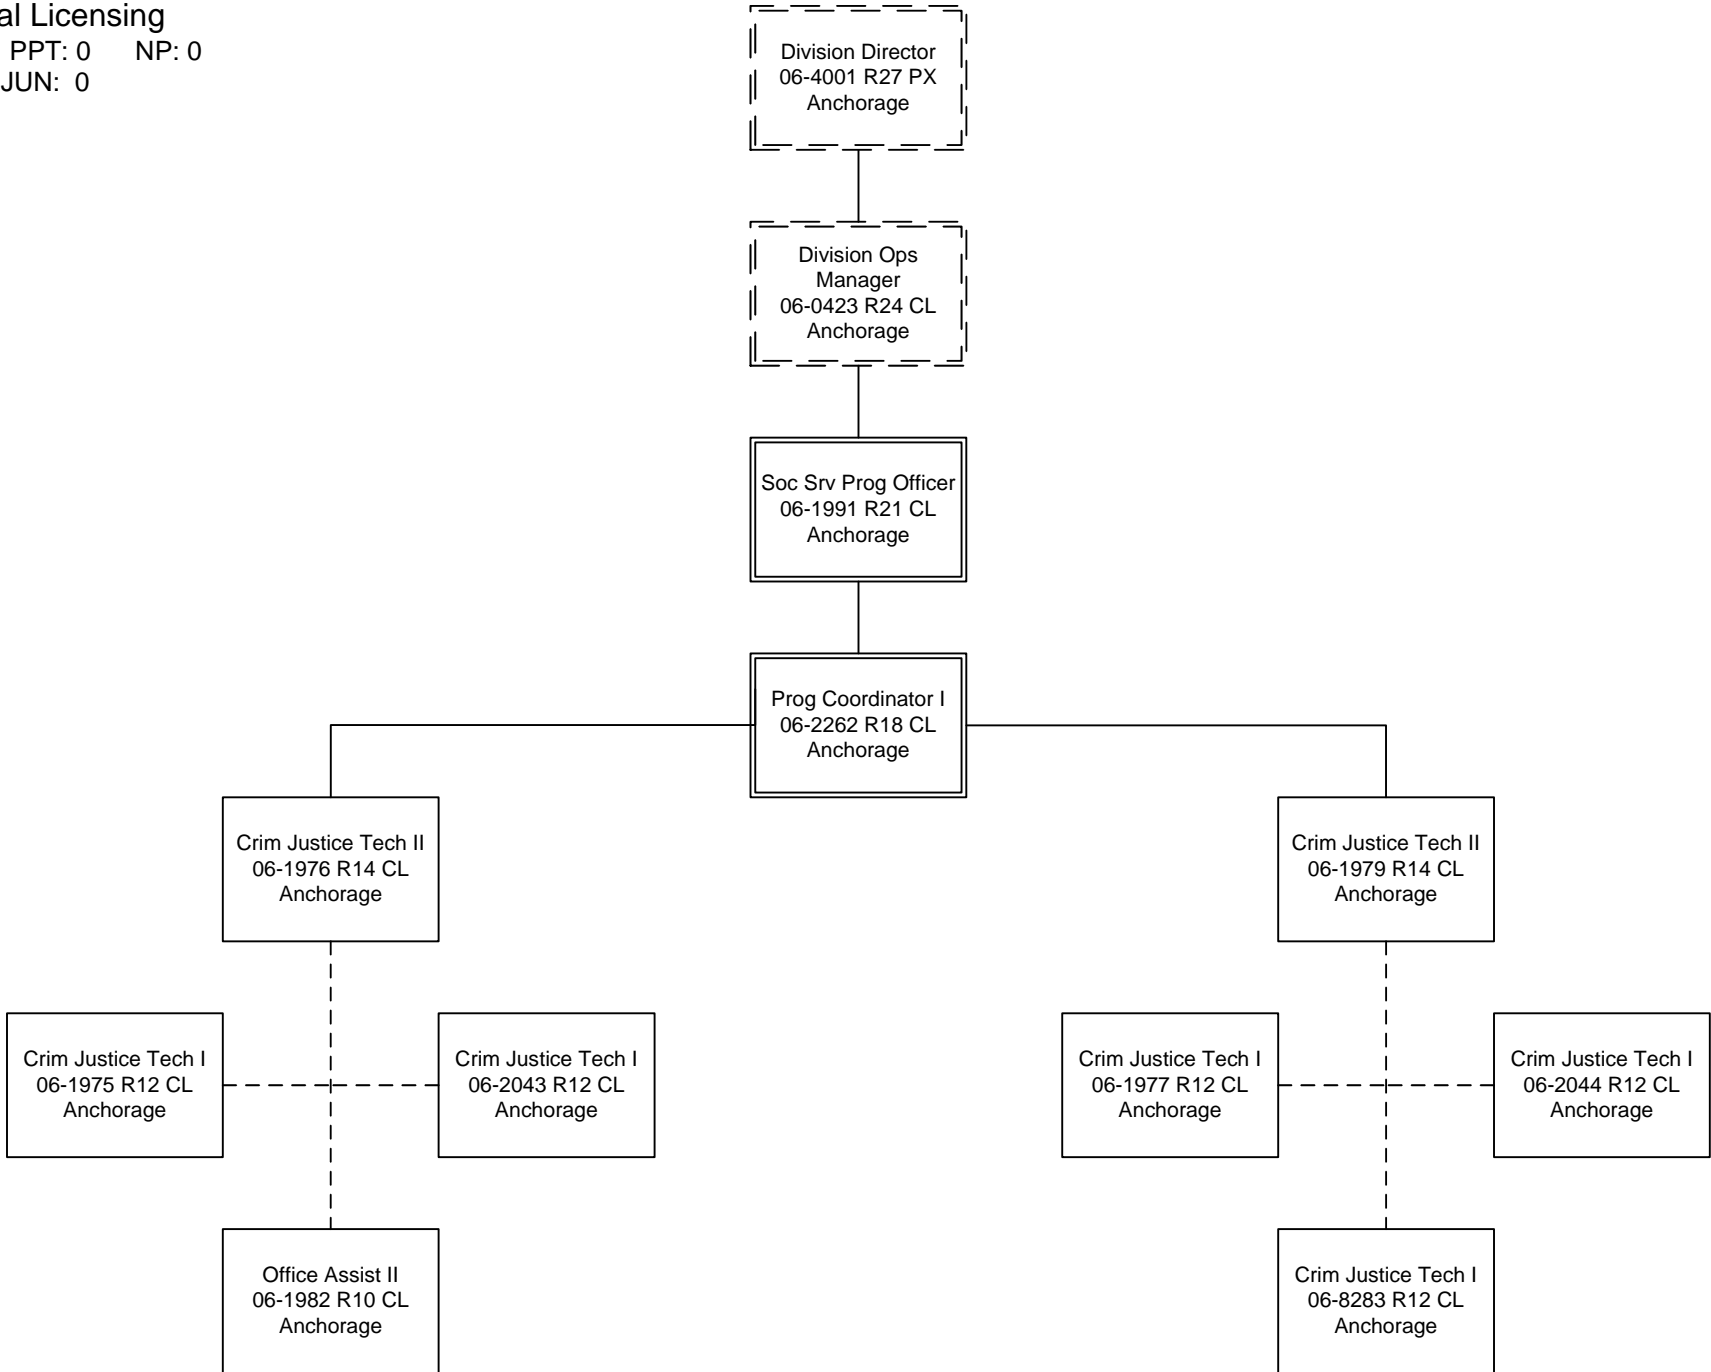 al Licensing
PPT: 0 NP: 0
JUN: 0
Division Director
06-4001 R27 PX
Anchorage
Division Ops
Manager
06-0423 R24 CL
Anchorage
Soc Srv Prog Officer
06-1991 R21 CL
Anchorage
Prog Coordinator I
06-2262 R18 CL
Anchorage
Crim Justice Tech II
06-1976 R14 CL
Anchorage
Crim Justice Tech II
06-1979 R14 CL
Anchorage
Crim Justice Tech I
06-1975 R12 CL
Anchorage
Crim Justice Tech I
06-2043 R12 CL
Anchorage
Crim Justice Tech I
06-1977 R12 CL
Anchorage
Crim Justice Tech I
06-2044 R12 CL
Anchorage
Office Assist II
06-1982 R10 CL
Anchorage
Crim Justice Tech I
06-8283 R12 CL
Anchorage